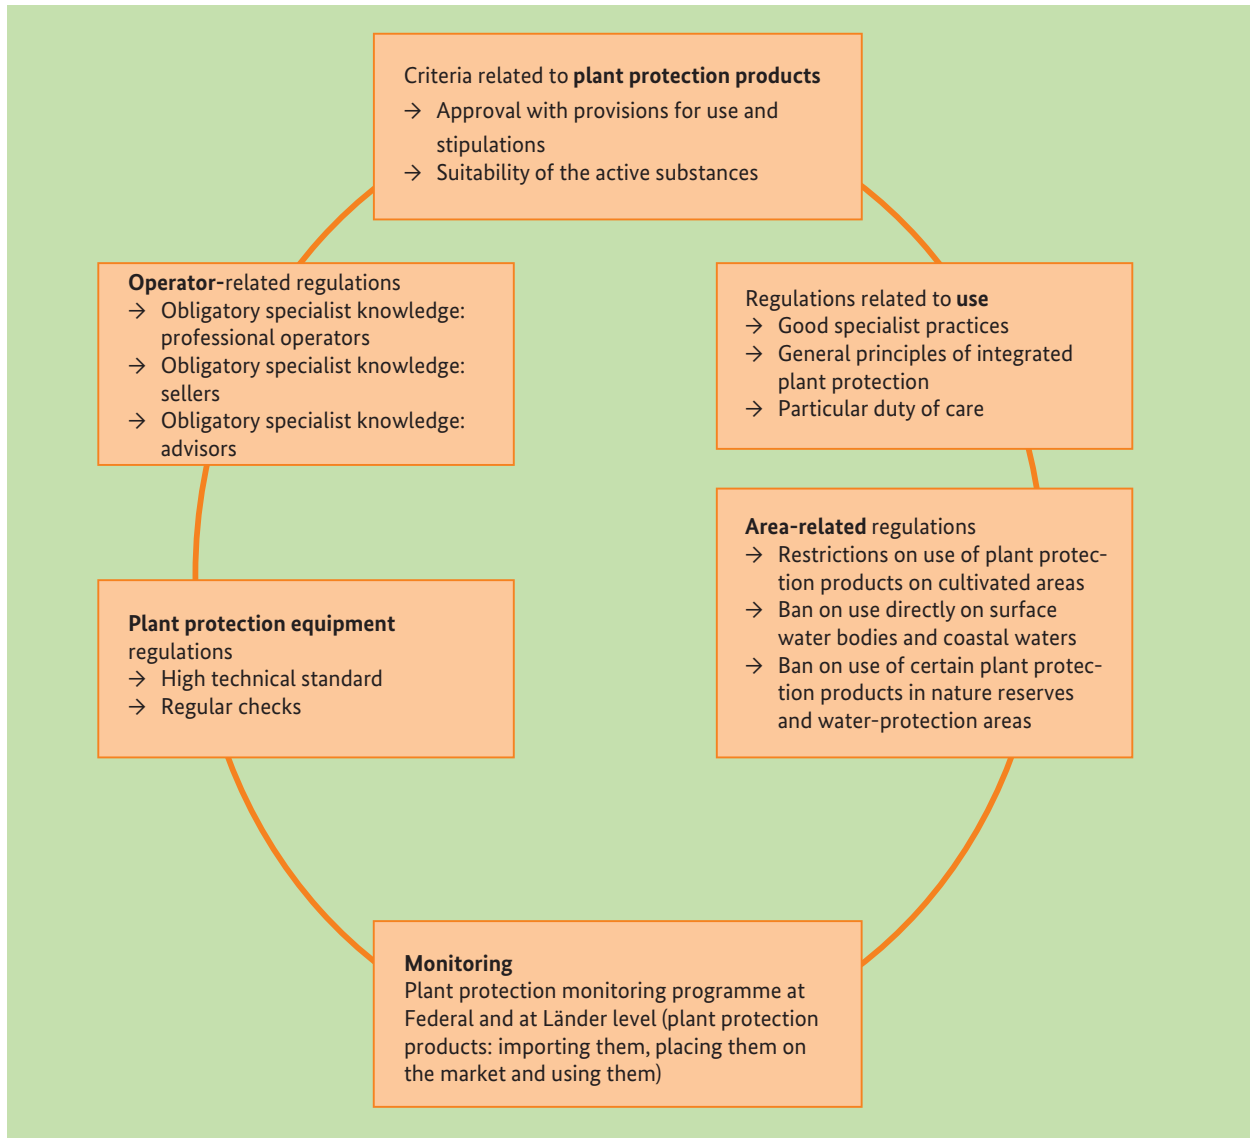 Criteria related to plant protection products
→ Approval with provisions for use and
stipulations
→ Suitability of the active substances
Operator-related regulations
→ Obligatory specialist knowledge:
professional operators
→ Obligatory specialist knowledge:
sellers
→ Obligatory specialist knowledge:
advisors
Regulations related to use
→ Good specialist practices
→ General principles of integrated
plant protection
→ Particular duty of care
Area-related regulations
→ Restrictions on use of plant protec-
tion products on cultivated areas
→ Ban on use directly on surface
water bodies and coastal waters
→ Ban on use of certain plant protec-
tion products in nature reserves
and water-protection areas
Plant protection equipment
regulations
→ High technical standard
→ Regular checks
Monitoring
Plant protection monitoring programme at
Federal and at Länder level (plant protection
products: importing them, placing them on
the market and using them)